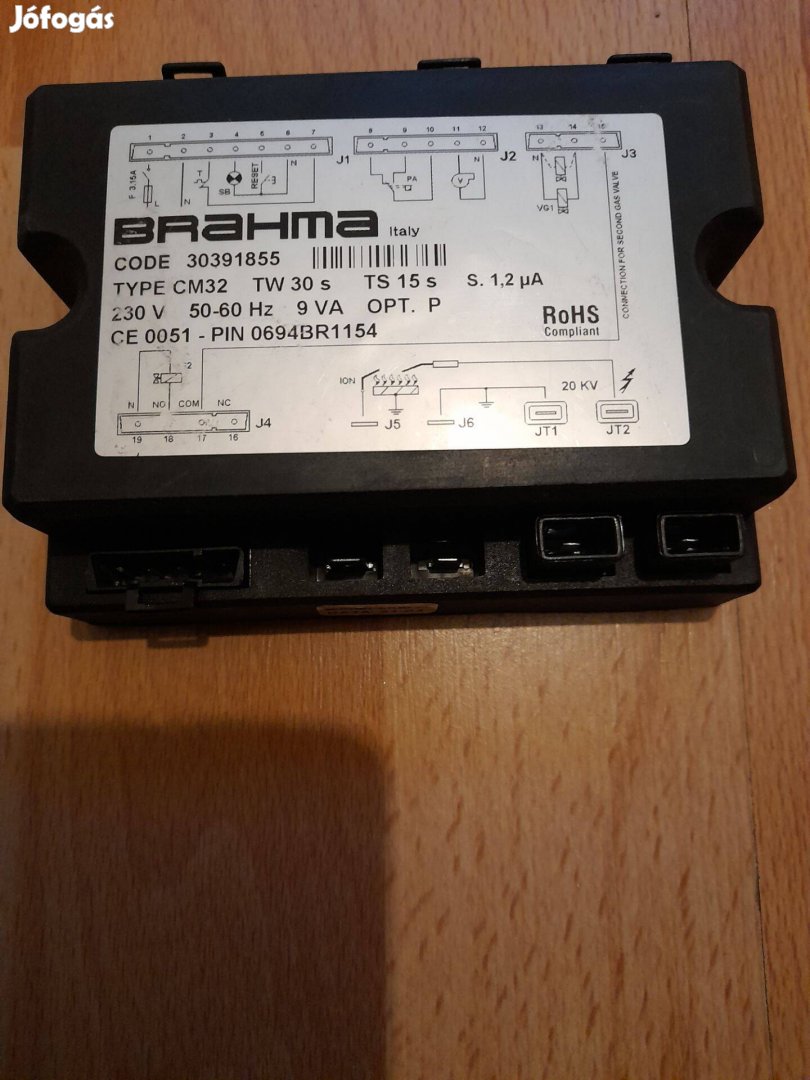 Jófogás
1 2 3 4 5 6 7 J1
8 9 10 11 12 J2
13 14 15 J3
F 3,15A L N T SB RESET N
PA V N
N VG1
CONNECTION FOR SECOND GAS VALVE
BRAHMA Italy
CODE 30391855
TYPE CM32 TW 30 s TS 15 s S. 1,2 µA
230 V 50-60 Hz 9 VA OPT. P
RoHS
Compliant
CE 0051 - PIN 0694BR1154
N NO COM NC
19 18 17 16 J4
ION
J5 J6
20 KV
JT1 JT2